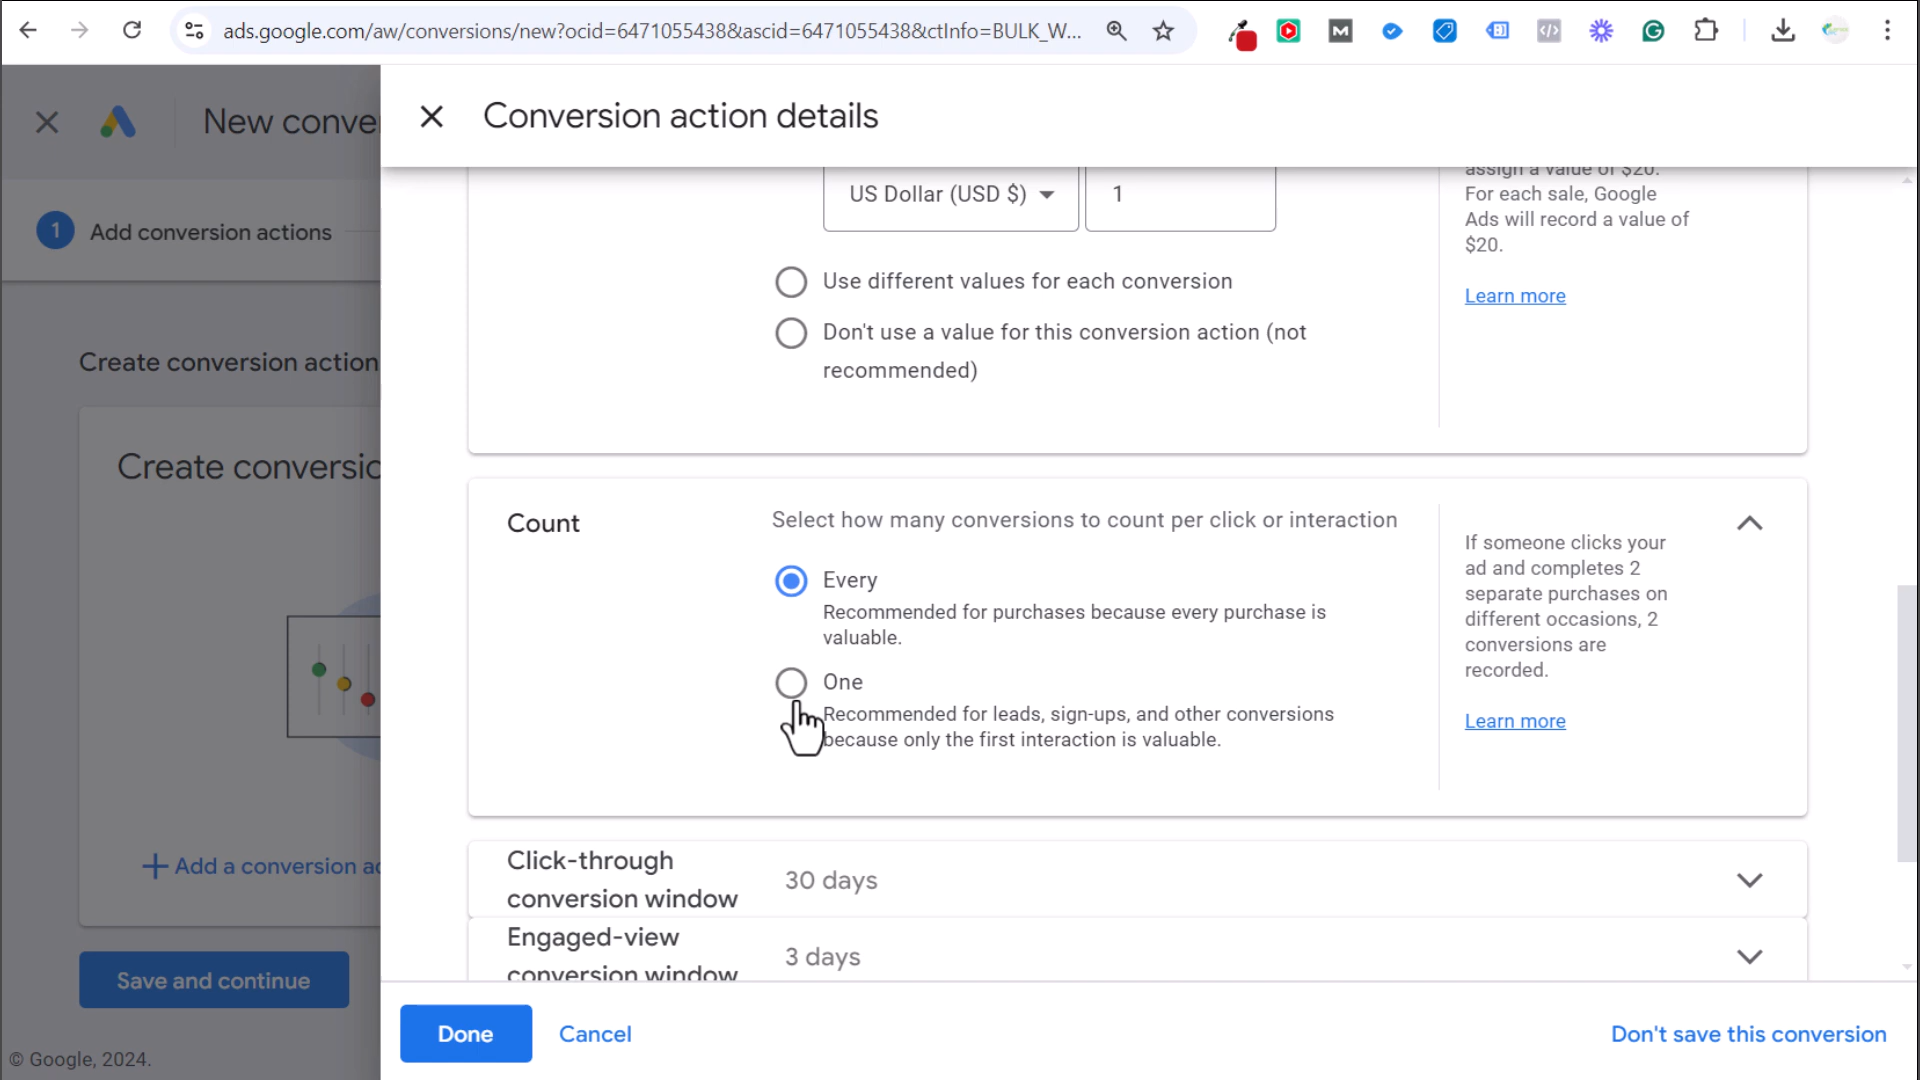 ads.google.com/aw/conversions/new?ocid=6471055438&ascid=6471055438&ctInfo=BULK_W...
New conve
Conversion action details
1 Add conversion actions
Create conversion action
Create conversio
+ Add a conversion ac
Save and continue
© Google, 2024.
US Dollar (USD $) 1
Use different values for each conversion
Don't use a value for this conversion action (not
recommended)
assign a value of $20.
For each sale, Google
Ads will record a value of
$20.
Learn more
Count
Select how many conversions to count per click or interaction
Every
Recommended for purchases because every purchase is
valuable.
One
Recommended for leads, sign-ups, and other conversions
because only the first interaction is valuable.
If someone clicks your
ad and completes 2
separate purchases on
different occasions, 2
conversions are
recorded.
Learn more
Click-through
conversion window
30 days
Engaged-view
conversion window
3 days
Done
Cancel
Don't save this conversion